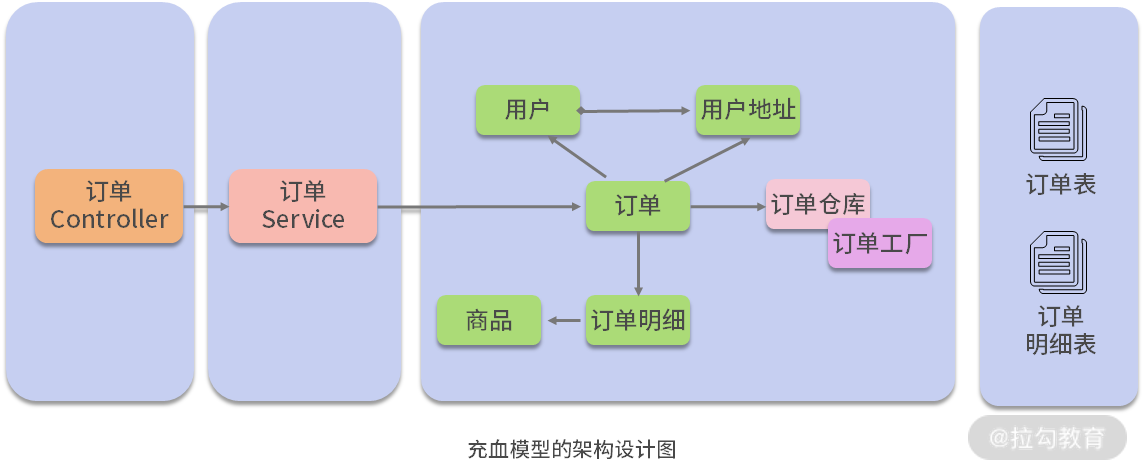 订单
Controller
订单
Service
用户
用户地址
订单
订单仓库
订单工厂
商品
订单明细
订单表
订单
明细表
充血模型的架构设计图
@拉勾教育